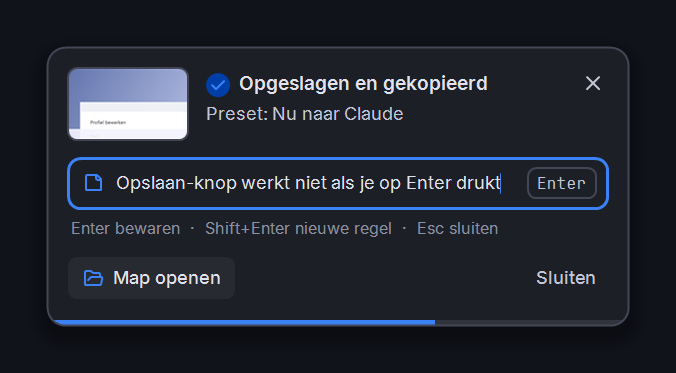 Opgeslagen en gekopieerd
Preset: Nu naar Claude
Profiel bewerken
Opslaan-knop werkt niet als je op Enter drukt
Enter
Enter bewaren · Shift+Enter nieuwe regel · Esc sluiten
Map openen
Sluiten